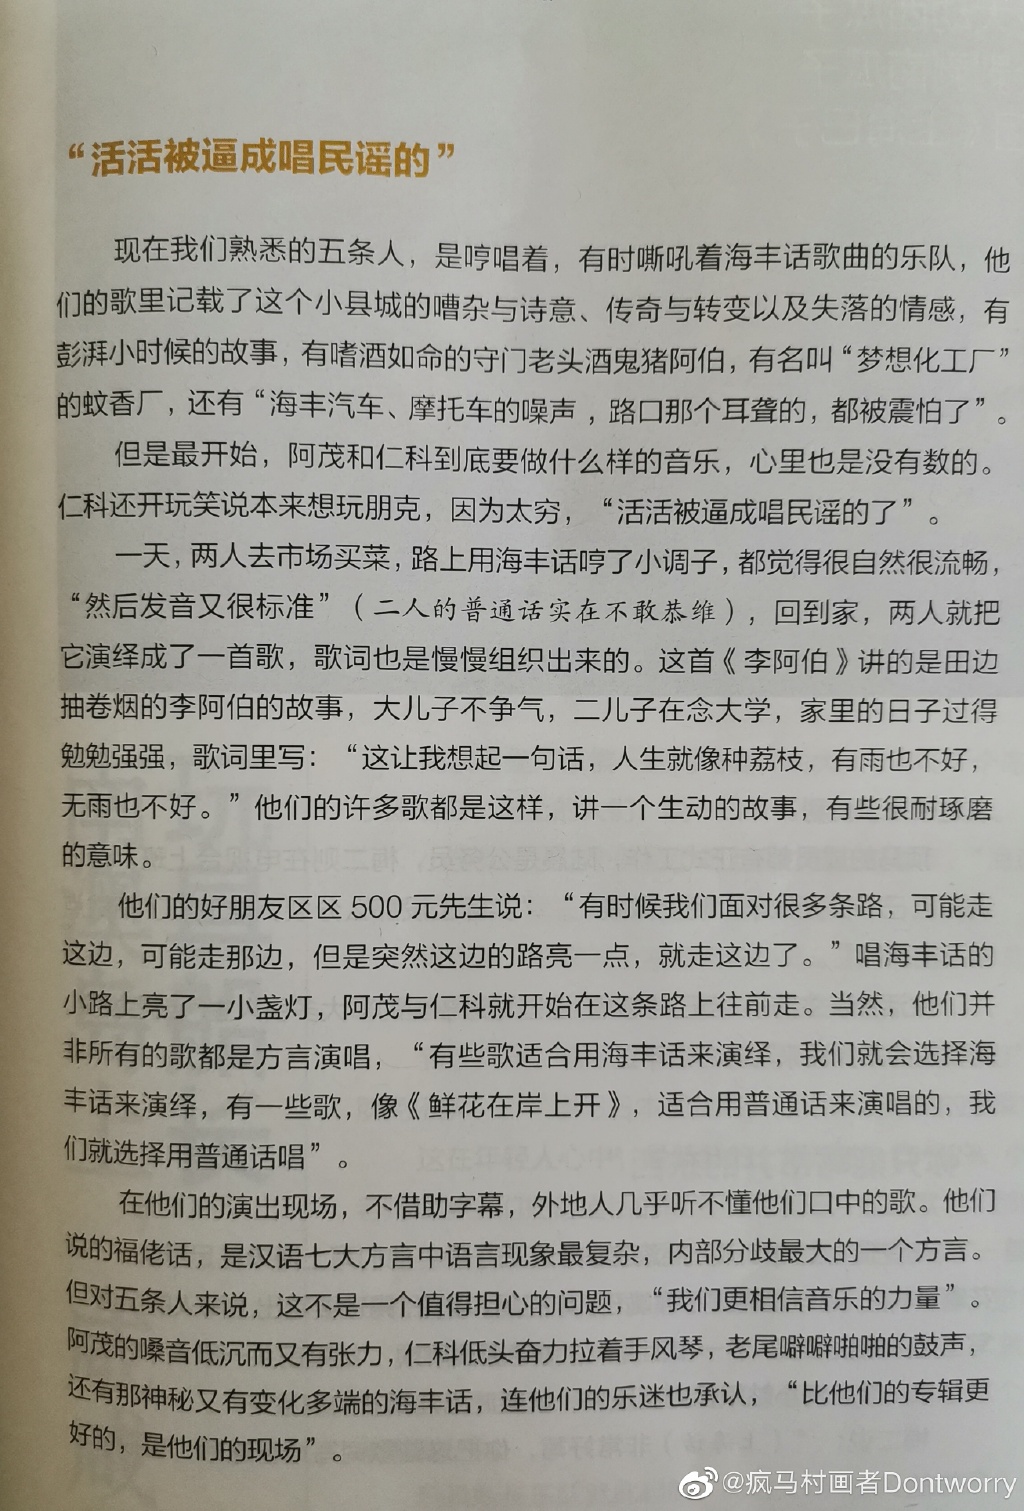 “活活被逼成唱民谣的”
现在我们熟悉的五条人，是哼唱着，有时嘶吼着海丰话歌曲的乐队，他
们的歌里记载了这个小县城的嘈杂与诗意、传奇与转变以及失落的情感，有
彭湃小时候的故事，有嗜酒如命的守门老头酒鬼猪阿伯，有名叫“梦想化工厂”
的蚊香厂，还有“海丰汽车、摩托车的噪声，路口那个耳聋的，都被震怕了”。
但是最开始，阿茂和仁科到底要做什么样的音乐，心里也是没有数的。
仁科还开玩笑说本来想玩朋克，因为太穷，“活活被逼成唱民谣的了”。
一天，两人去市场买菜，路上用海丰话哼了小调子，都觉得很自然很流畅，
“然后发音又很标准”（二人的普通话实在不敢恭维），回到家，两人就把
它演绎成了一首歌，歌词也是慢慢组织出来的。这首《李阿伯》讲的是田边
抽卷烟的李阿伯的故事，大儿子不争气，二儿子在念大学，家里的日子过得
勉勉强强，歌词里写：“这让我想起一句话，人生就像种荔枝，有雨也不好，
无雨也不好。”他们的许多歌都是这样，讲一个生动的故事，有些很耐琢磨
的意味。
他们的好朋友区区500元先生说：“有时候我们面对很多条路，可能走
这边，可能走那边，但是突然这边的路亮一点，就走这边了。”唱海丰话的
小路上亮了一小盏灯，阿茂与仁科就开始在这条路上往前走。当然，他们并
非所有的歌都是方言演唱，“有些歌适合用海丰话来演绎，我们就会选择海
丰话来演绎，有一些歌，像《鲜花在岸上开》，适合用普通话来演唱的，我
们就选择用普通话唱”。
在他们的演出现场，不借助字幕，外地人几乎听不懂他们口中的歌。他们
说的福佬话，是汉语七大方言中语言现象最复杂，内部分歧最大的一个方言。
但对五条人来说，这不是一个值得担心的问题，“我们更相信音乐的力量”。
阿茂的嗓音低沉而又有张力，仁科低头奋力拉着手风琴，老尾噼噼啪啪的鼓声，
还有那神秘又有变化多端的海丰话，连他们的乐迷也承认，“比他们的专辑更
好的，是他们的现场”。
@疯马村画者Dontworry